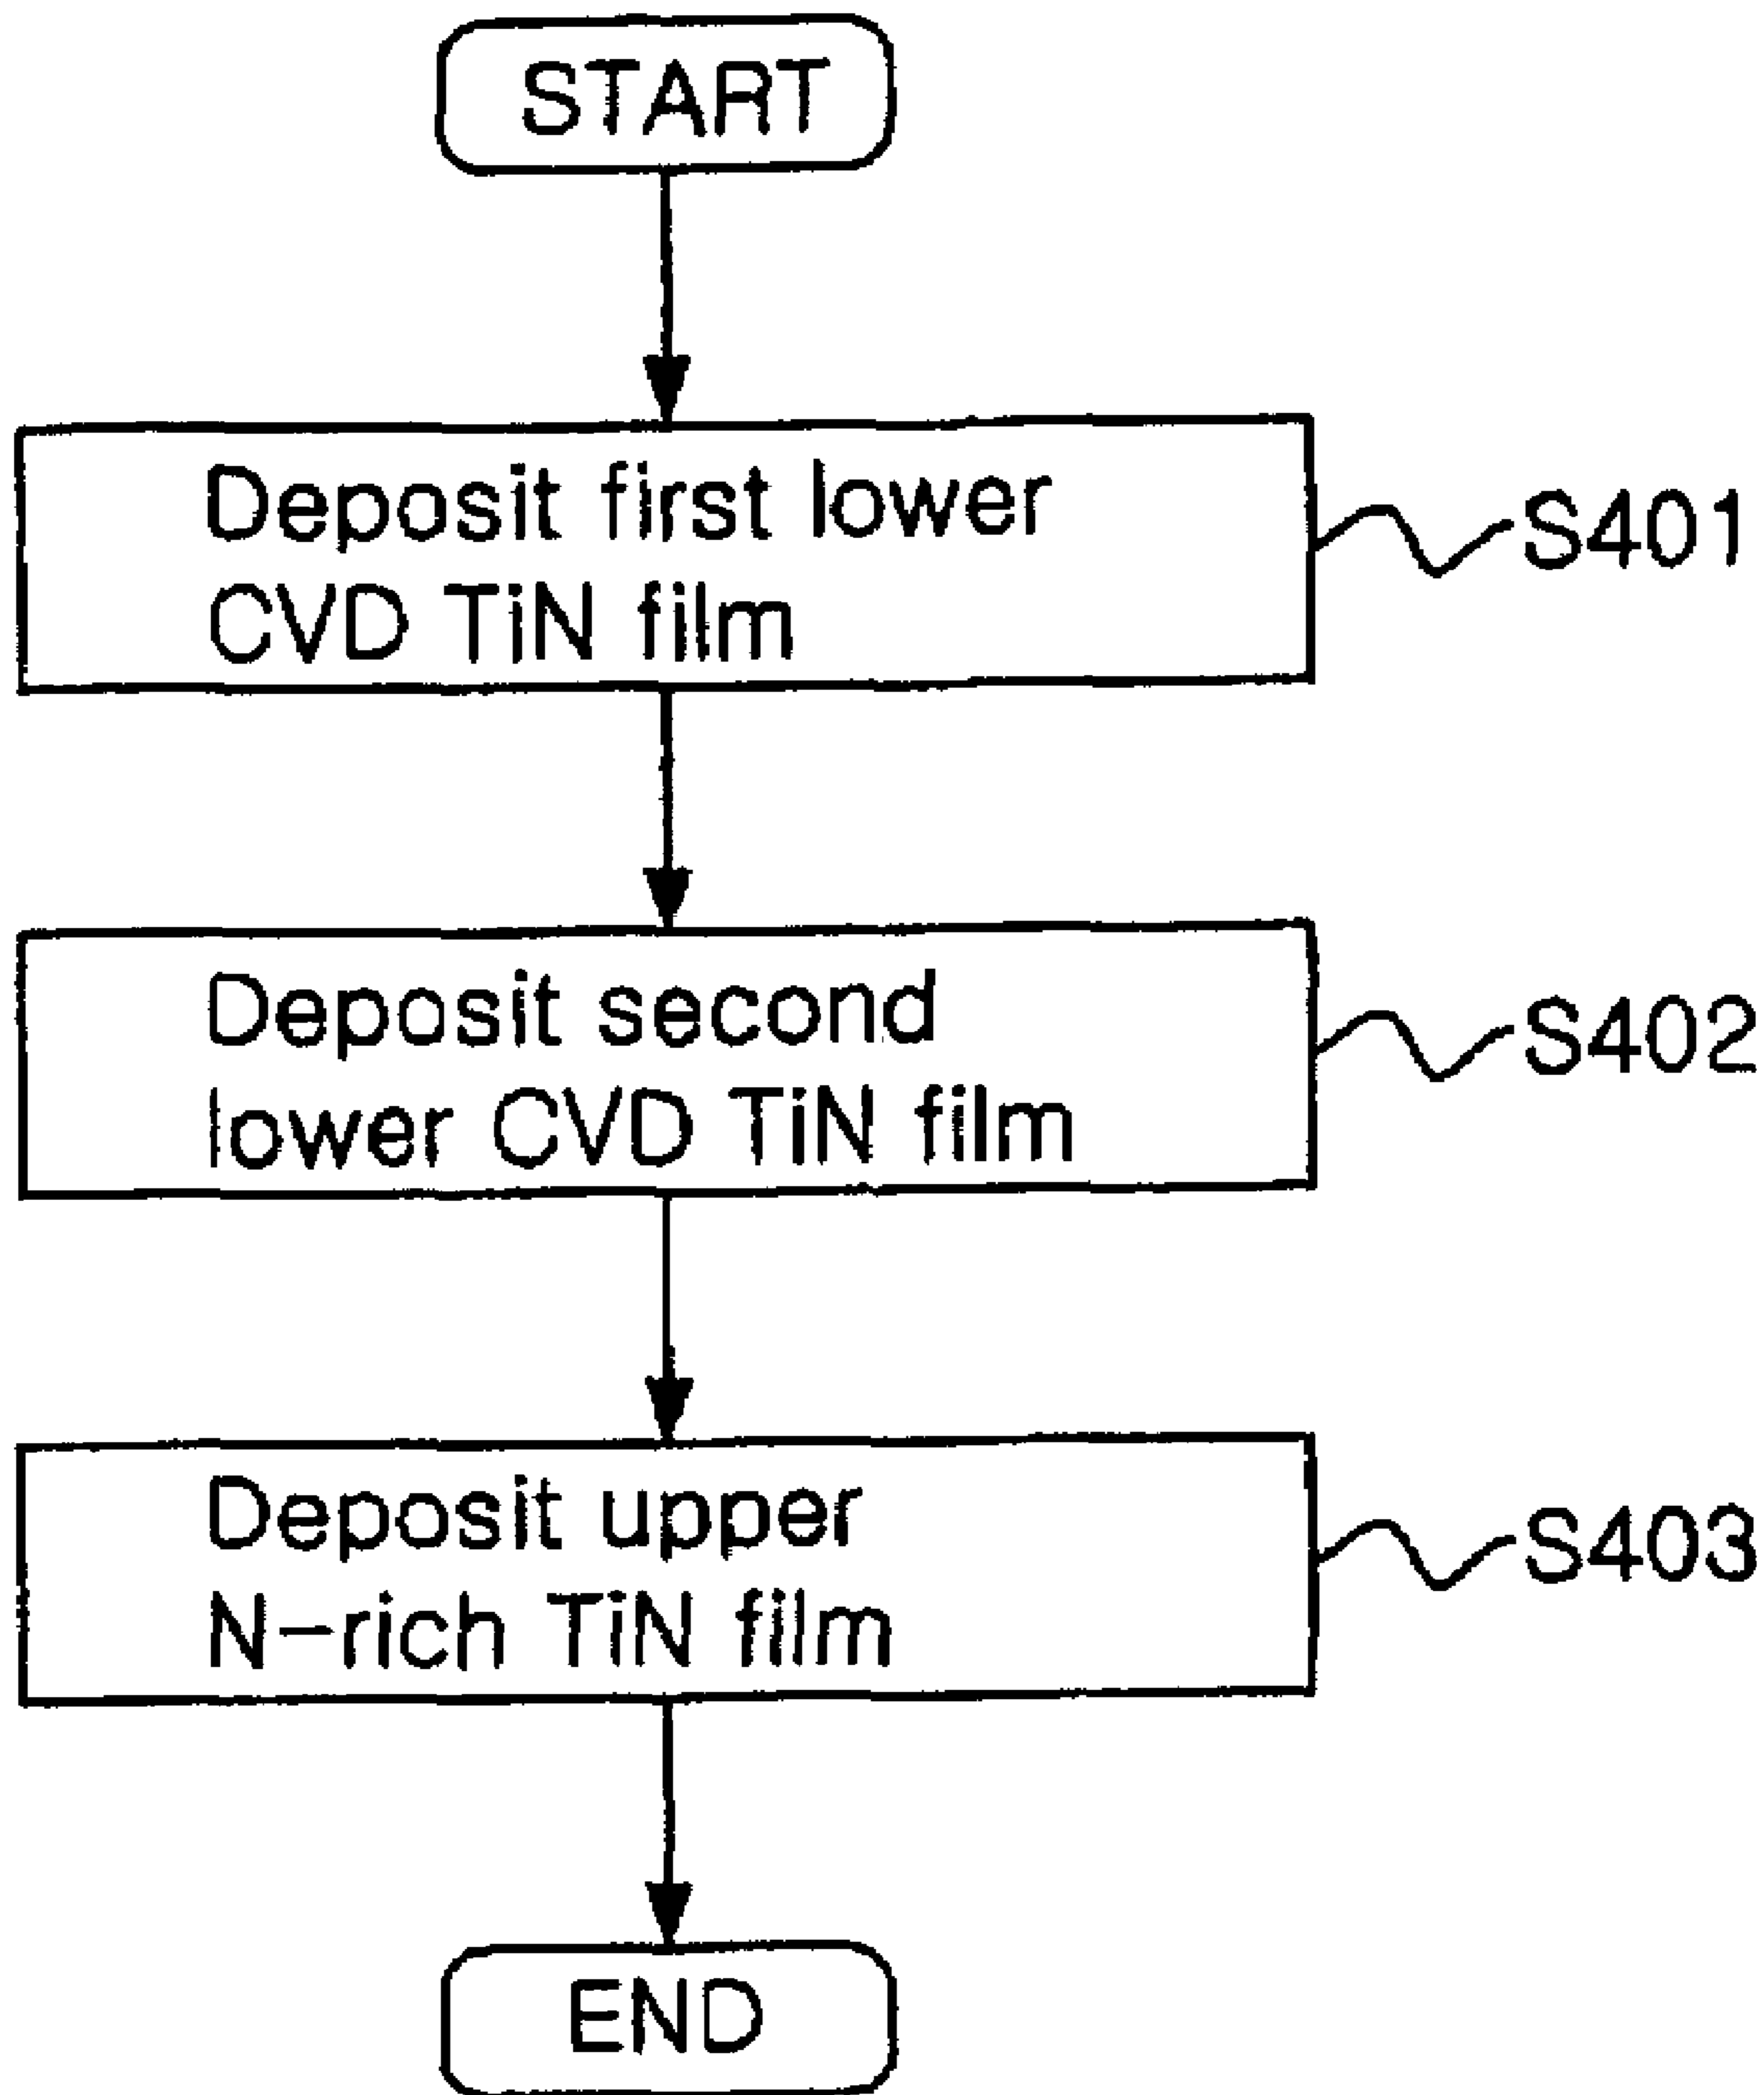 START
Deposit first lower
CVD TiN film
S401
Deposit second
lower CVD TiN film
S402
Deposit upper
N-rich TiN film
S403
END